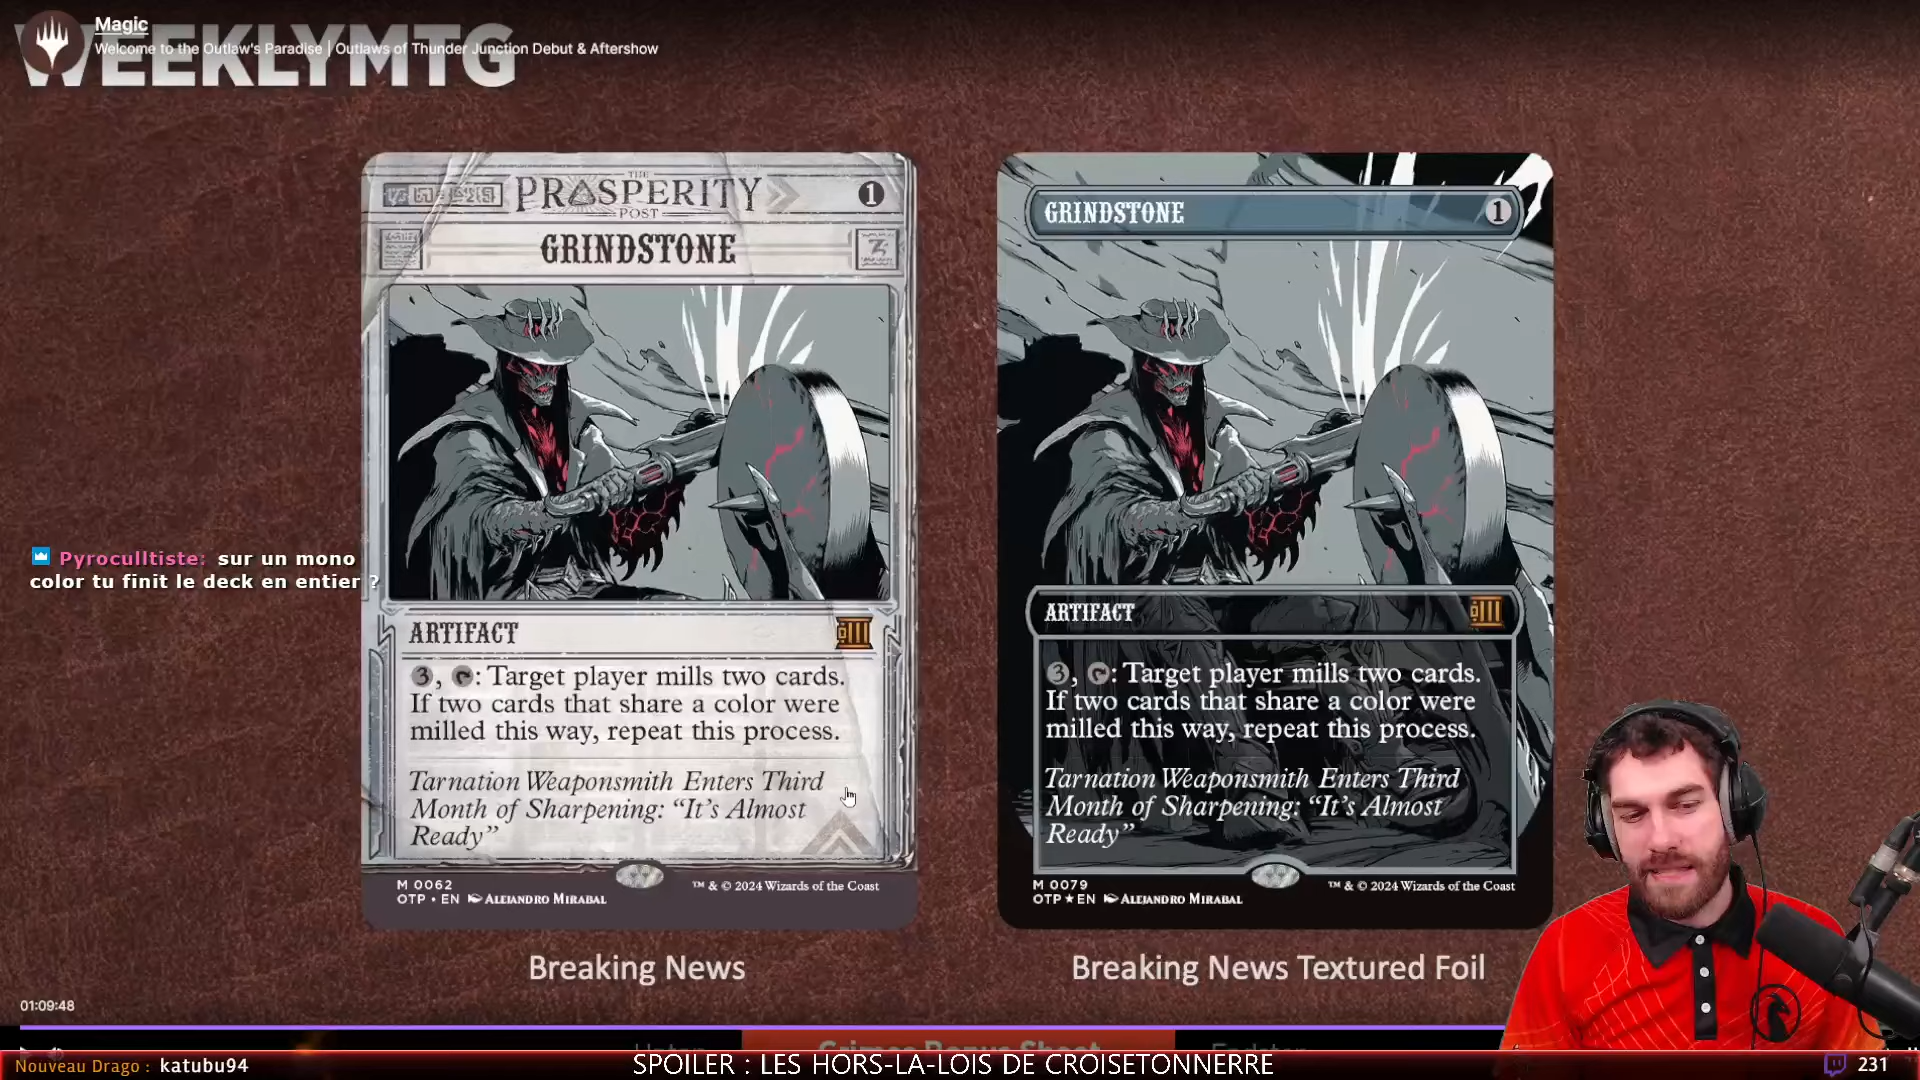 Magic
Welcome to the Outlaw's Paradise | Outlaws of Thunder Junction Debut & Aftershow
WEEKLYMTG
THE
PROSPERITY
POST
1
GRINDSTONE
ARTIFACT
3, : Target player mills two cards.
If two cards that share a color were
milled this way, repeat this process.
Tarnation Weaponsmith Enters Third
Month of Sharpening: “It’s Almost
Ready”
M 0062
OTP • EN ALEJANDRO MIRABAL
™ & © 2024 Wizards of the Coast
Breaking News
GRINDSTONE
1
ARTIFACT
3, : Target player mills two cards.
If two cards that share a color were
milled this way, repeat this process.
Tarnation Weaponsmith Enters Third
Month of Sharpening: “It’s Almost
Ready”
M 0079
OTP ★ EN ALEJANDRO MIRABAL
™ & © 2024 Wizards of the Coast
Breaking News Textured Foil
Pyroculltiste: sur un mono
color tu finit le deck en entier ?
01:09:48
Nouveau Drago : katubu94
SPOILER : LES HORS-LA-LOIS DE CROISETONNERRE
231